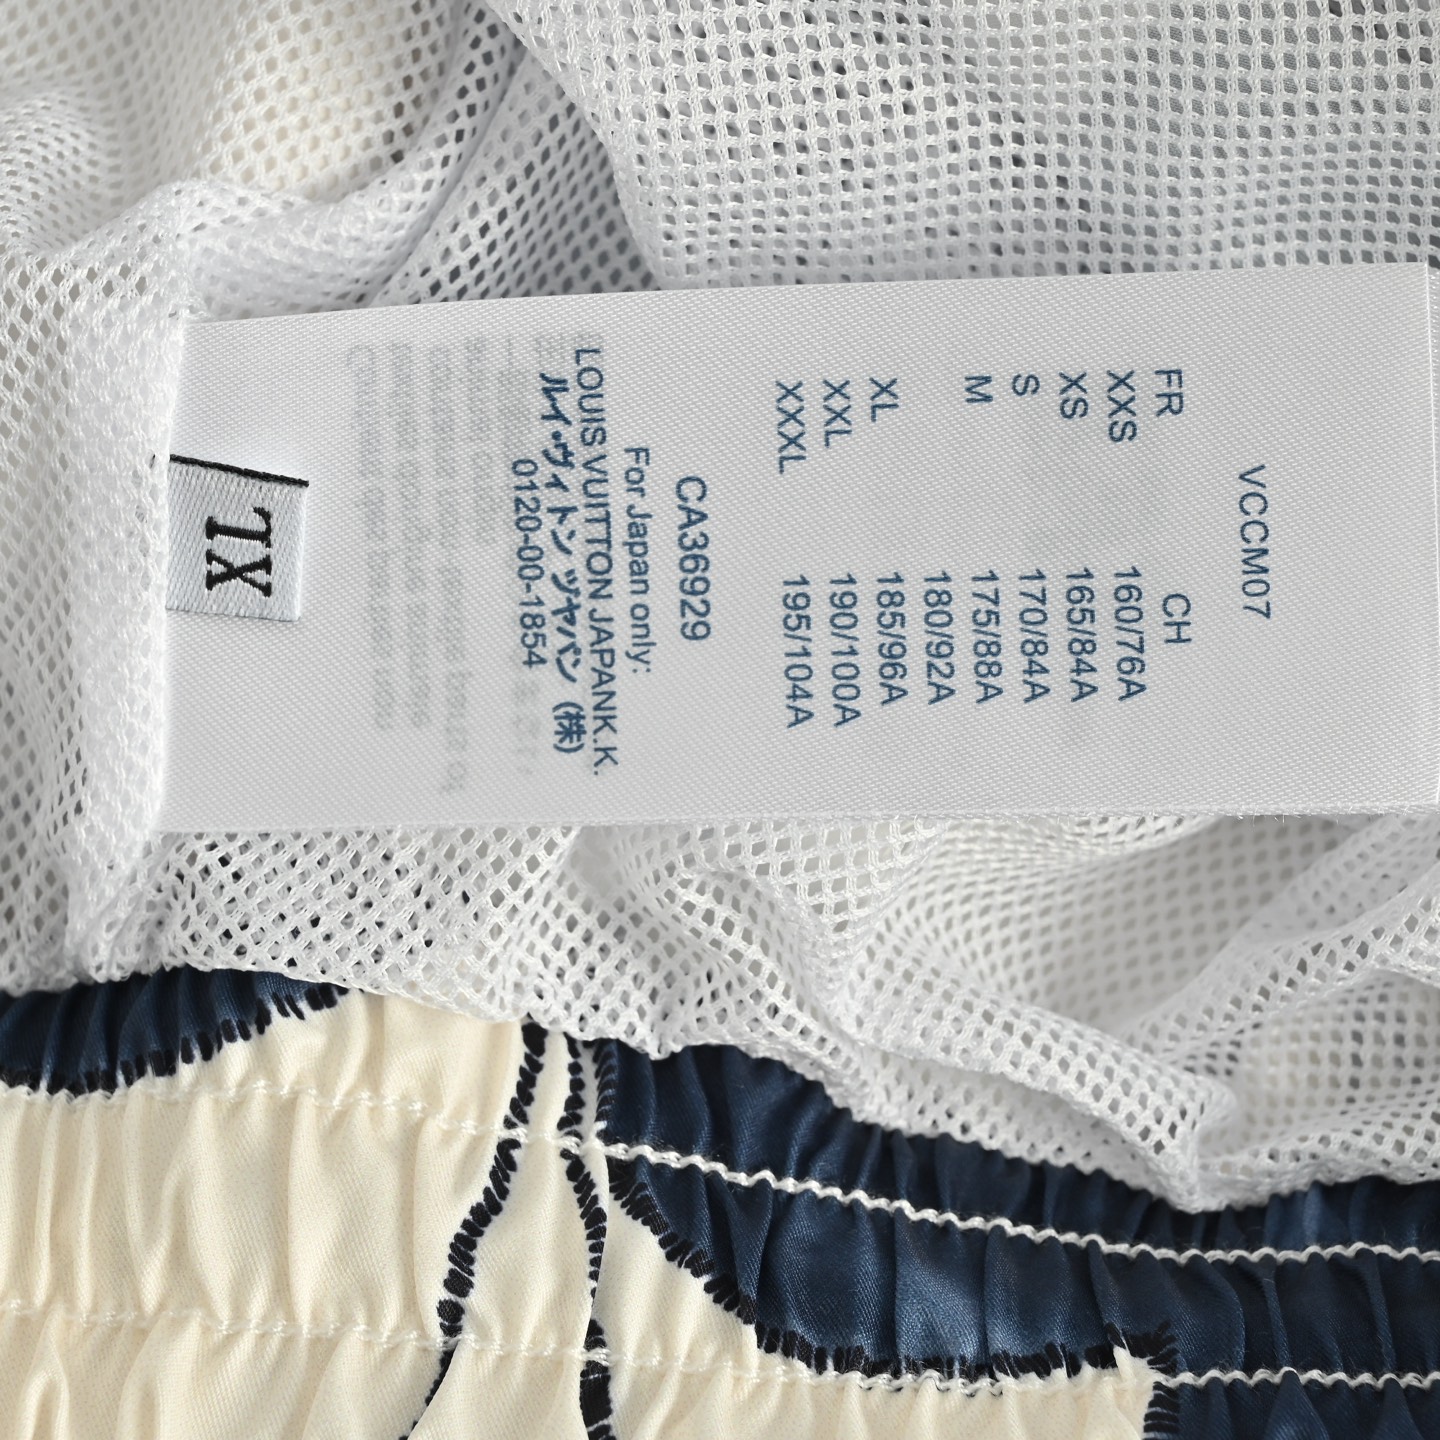 VCCM07
FR CH
XXS 160/76A
XS 165/84A
S 170/84A
M 175/88A
180/92A
XL 185/96A
XXL 190/100A
XXXL 195/104A
CA36929
For Japan only:
LOUIS VUITTON JAPAN K.K.
ルイ・ヴィトン ヅヤパン (株)
0120-00-1854
XL